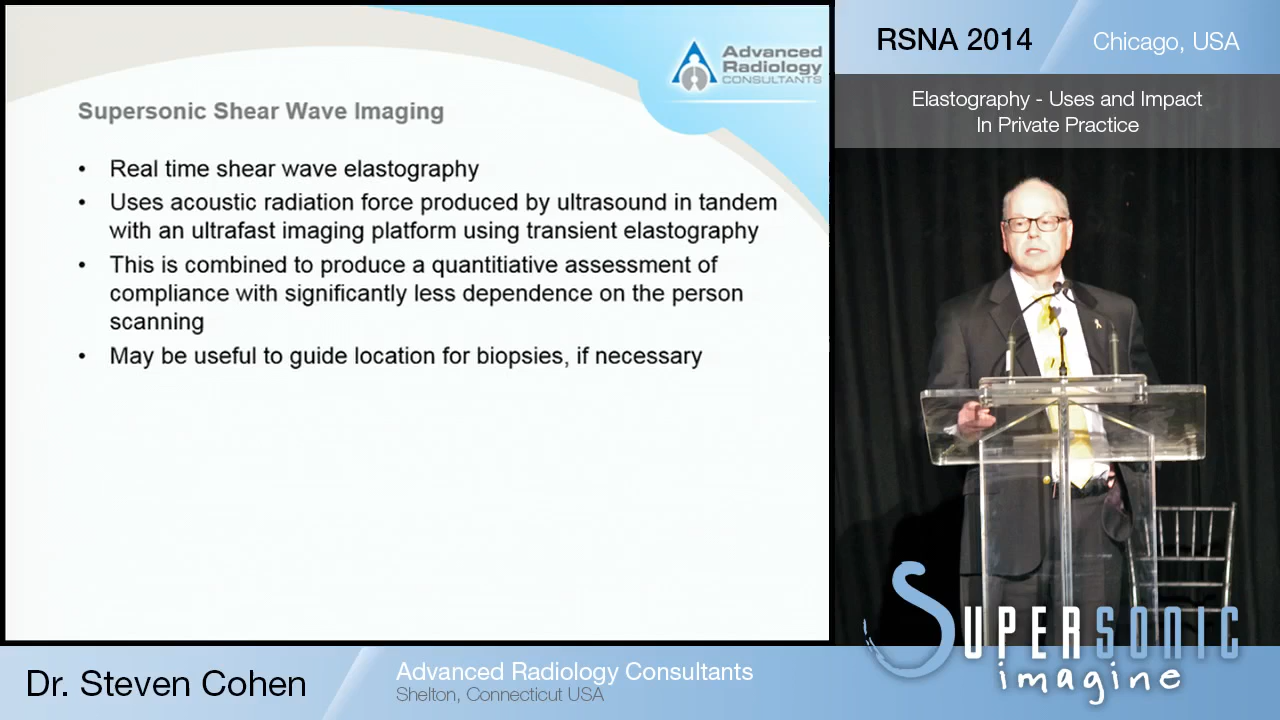 Advanced
Radiology
CONSULTANTS
Supersonic Shear Wave Imaging
• Real time shear wave elastography
• Uses acoustic radiation force produced by ultrasound in tandem
with an ultrafast imaging platform using transient elastography
• This is combined to produce a quantitiative assessment of
compliance with significantly less dependence on the person
scanning
• May be useful to guide location for biopsies, if necessary
RSNA 2014 Chicago, USA
Elastography - Uses and Impact
In Private Practice
SUPERSONIC
imagine
Dr. Steven Cohen
Advanced Radiology Consultants
Shelton, Connecticut USA